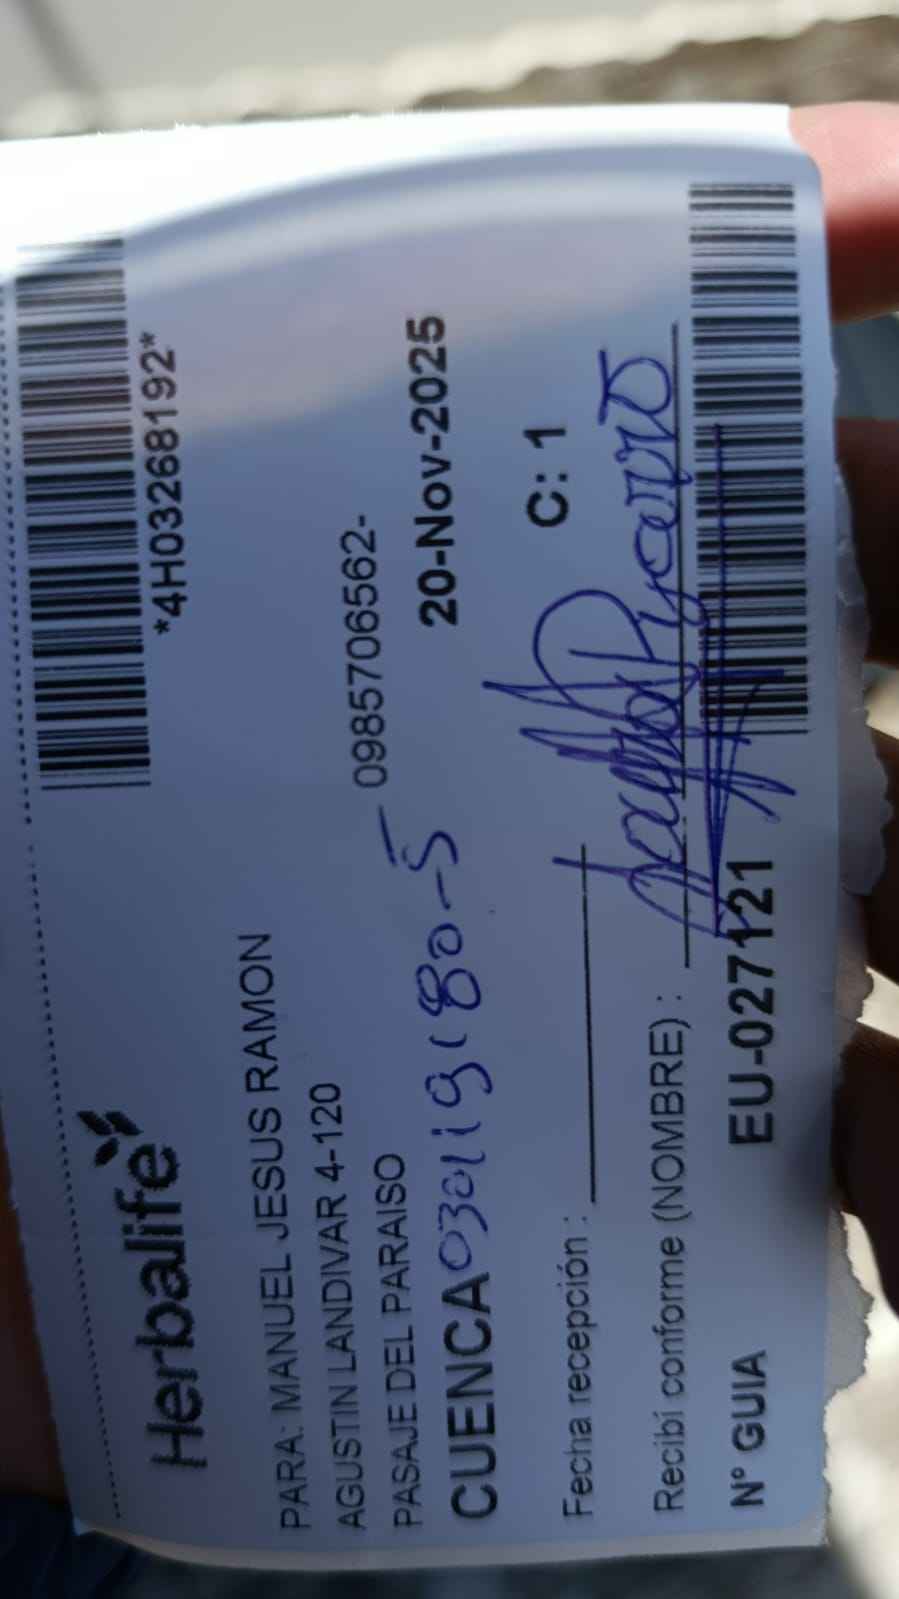 *4H03268192*
Herbalife
PARA: MANUEL JESUS RAMON
AGUSTIN LANDIVAR 4-120
PASAJE DEL PARAISO 0985706562-
CUENCA 20-Nov-2025
C: 1
Fecha recepción :
Recibí conforme (NOMBRE) :
N° GUIA EU-027121